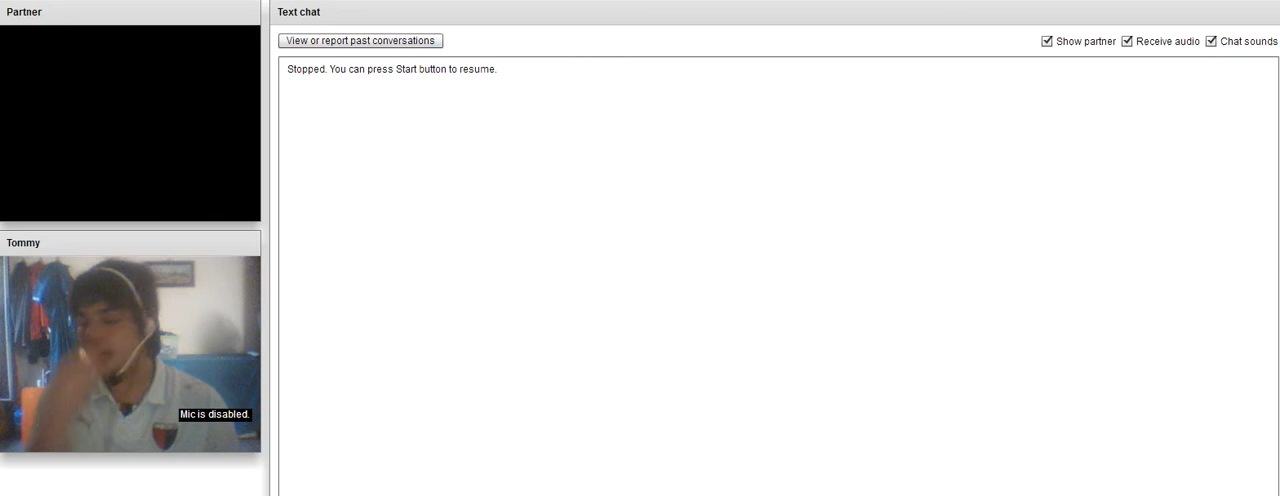 Partner
Text chat
View or report past conversations
Show partner
Receive audio
Chat sounds
Stopped. You can press Start button to resume.
Tommy
Mic is disabled.